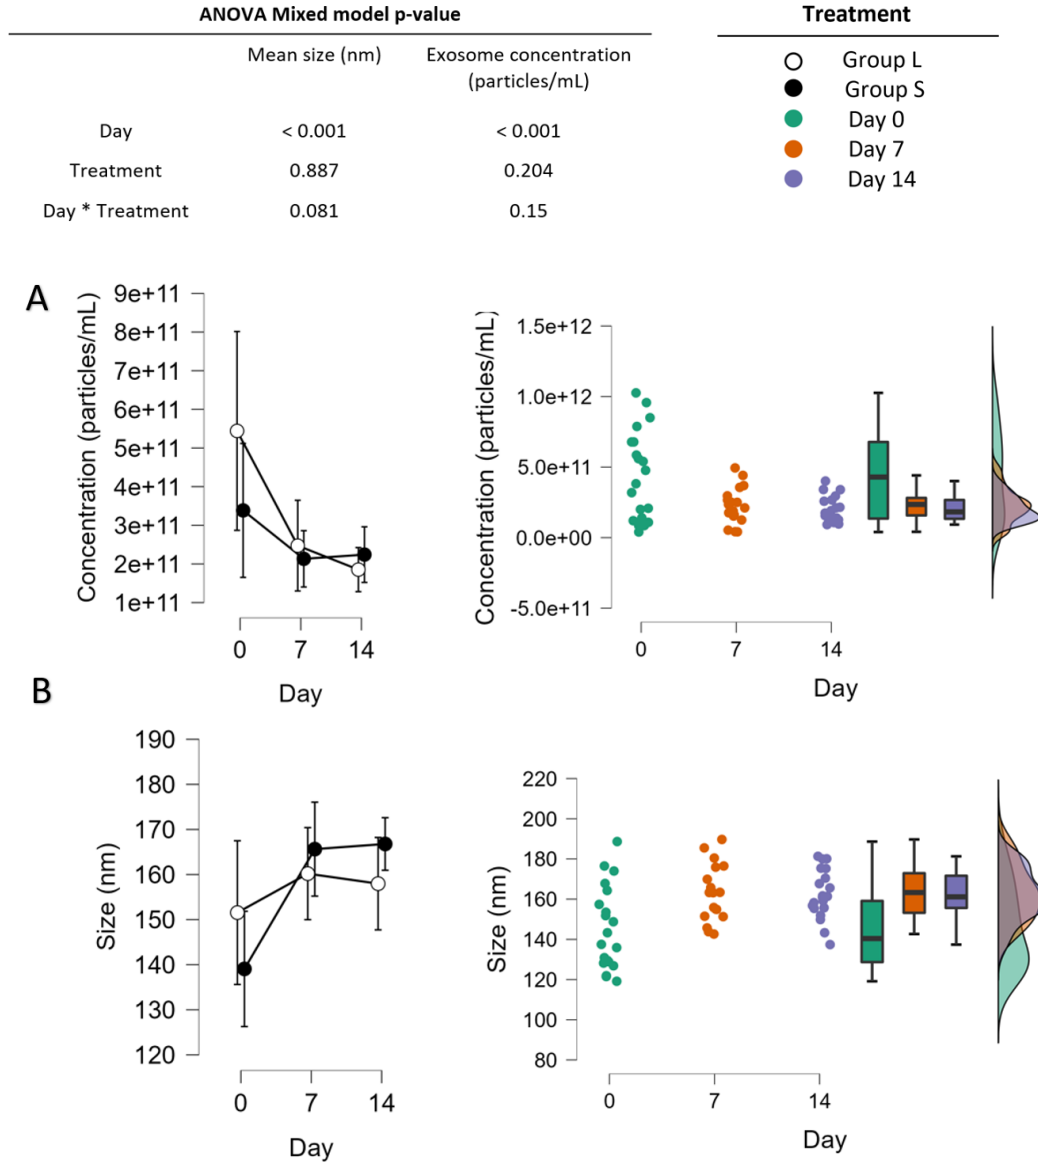 ANOVA Mixed model p-value
Mean size (nm)
Exosome concentration
(particles/mL)
Day
< 0.001
< 0.001
Treatment
0.887
0.204
Day * Treatment
0.081
0.15
Treatment
Group L
Group S
Day 0
Day 7
Day 14
A
Concentration (particles/mL)
9e+11
8e+11
7e+11
6e+11
5e+11
4e+11
3e+11
2e+11
1e+11
0
7
14
Day
Concentration (particles/mL)
1.5e+12
1.0e+12
5.0e+11
0.0e+00
-5.0e+11
0
7
14
Day
B
Size (nm)
190
180
170
160
150
140
130
120
0
7
14
Day
Size (nm)
220
200
180
160
140
120
100
80
0
7
14
Day